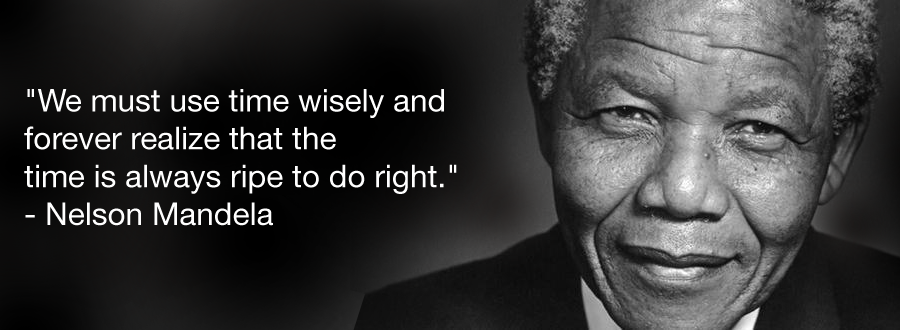 "We must use time wisely and
forever realize that the
time is always ripe to do right."
- Nelson Mandela